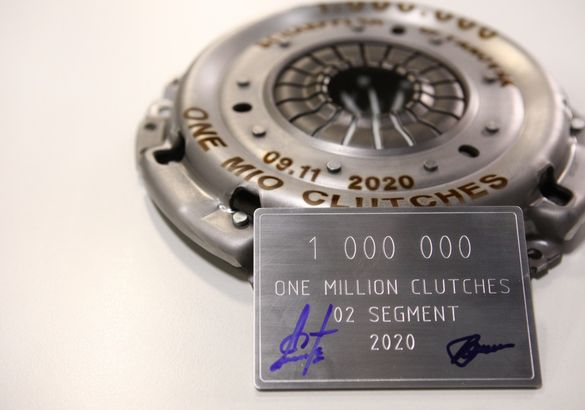 1.000.000
09.11 2020
ONE MIO CLUTCHES
1 000 000
ONE MILLION CLUTCHES
02 SEGMENT
2020